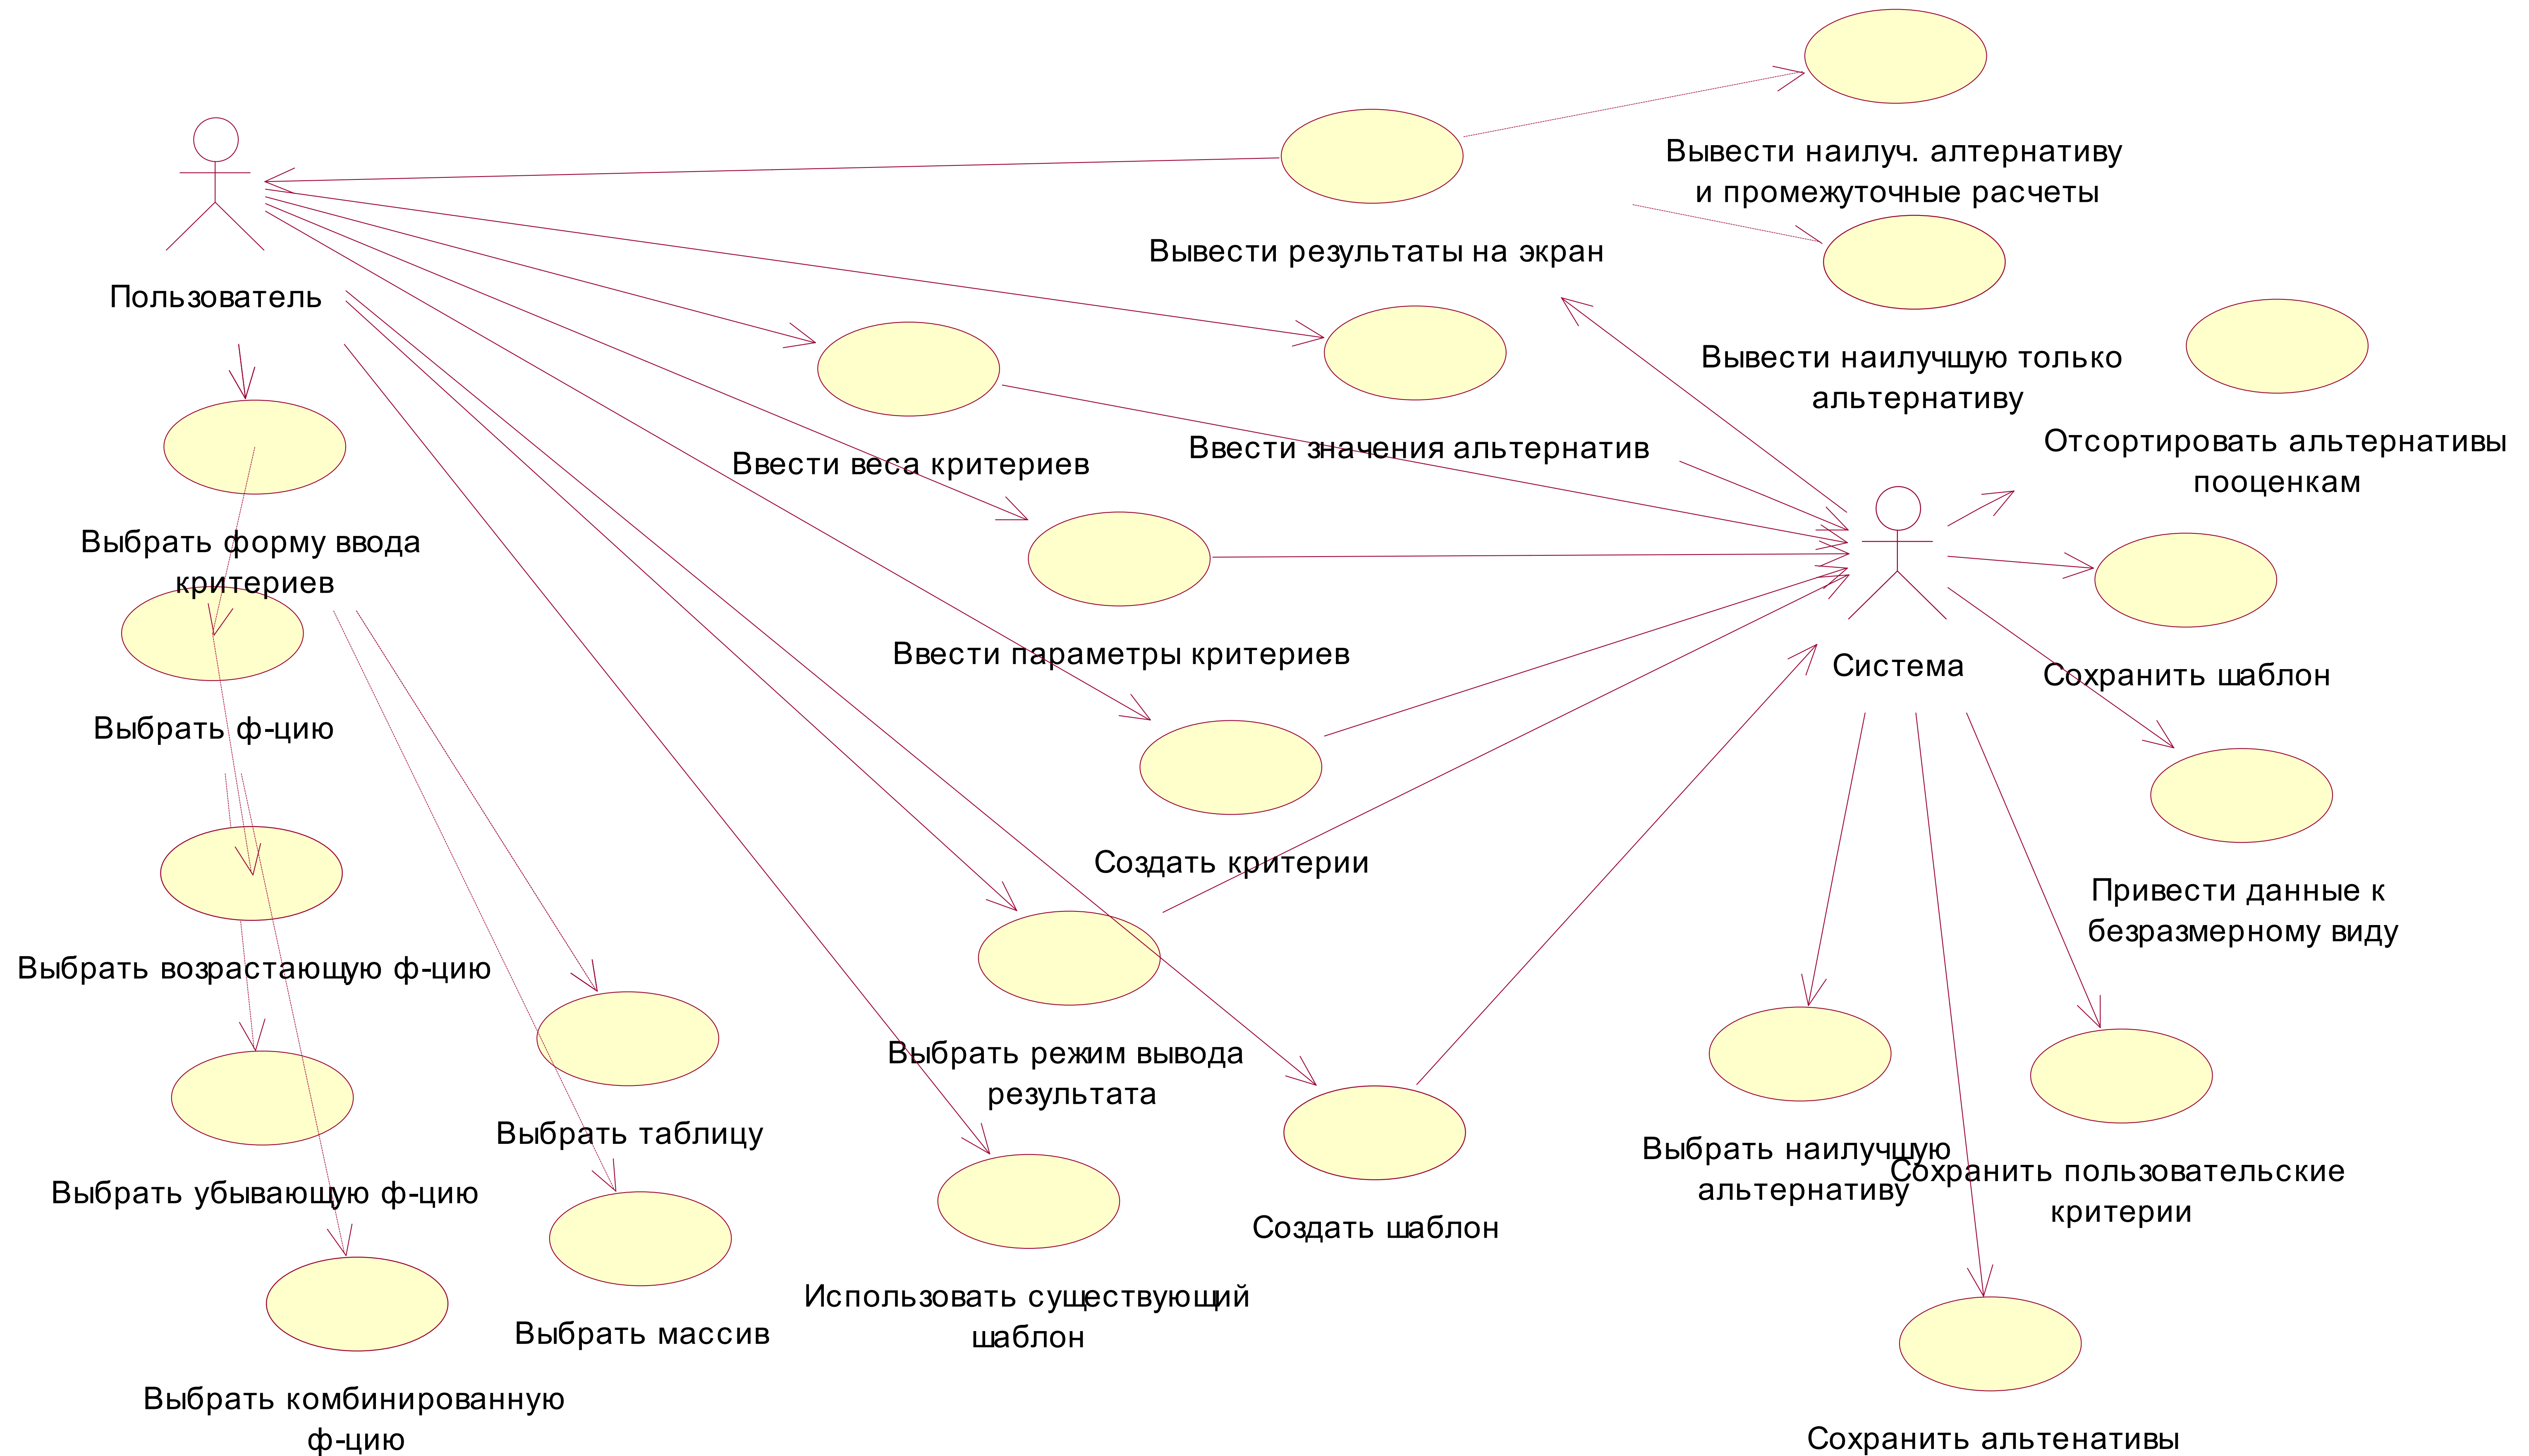 Вывести наилуч. алтернативу
и промежуточные расчеты
Вывести результаты на экран
Пользователь
Вывести наилучшую только
альтернативу
Отсортировать альтернативы
пооценкам
Ввести веса критериев
Ввести значения альтернатив
Выбрать форму ввода
критериев
Ввести параметры критериев
Система
Сохранить шаблон
Выбрать ф-цию
Создать критерии
Привести данные к
безразмерному виду
Выбрать возрастающую ф-цию
Выбрать режим вывода
результата
Выбрать таблицу
Выбрать наилучшую
альтернативу
Сохранить пользовательские
критерии
Выбрать убывающую ф-цию
Создать шаблон
Использовать существующий
шаблон
Выбрать массив
Выбрать комбинированную
ф-цию
Сохранить альтенативы